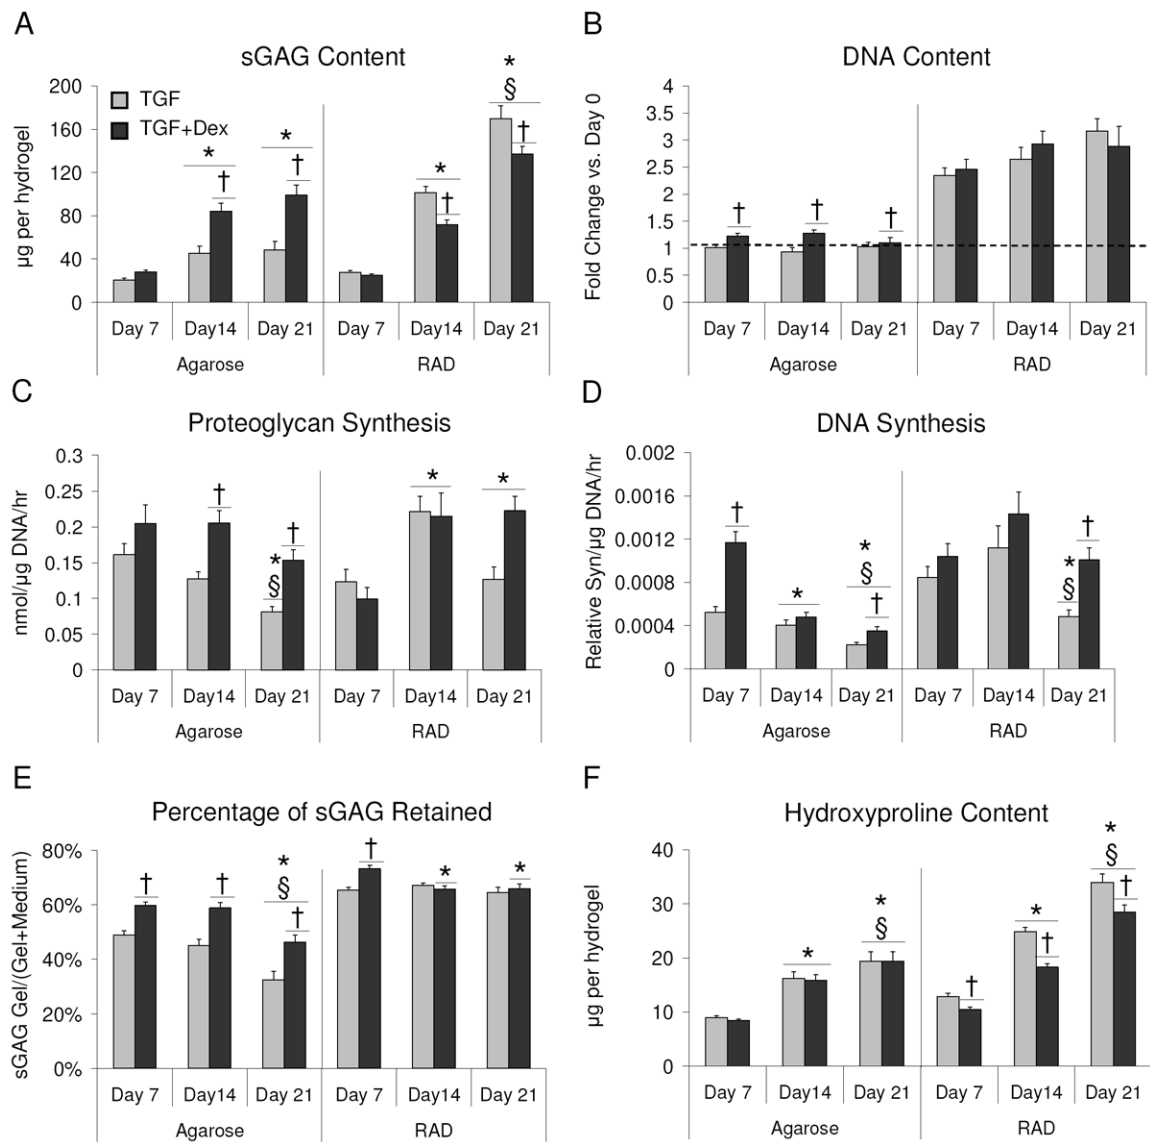 A
sGAG Content
µg per hydrogel
200
160
120
80
40
0
TGF
TGF+Dex
*
†
*
†
*
†
*
§
†
Day 7 Day14 Day 21 Day 7 Day14 Day 21
Agarose RAD
B
DNA Content
Fold Change vs. Day 0
4
3.5
3
2.5
2
1.5
1
0.5
0
† † †
Day 7 Day14 Day 21 Day 7 Day14 Day 21
Agarose RAD
C
Proteoglycan Synthesis
nmol/µg DNA/hr
0.3
0.25
0.2
0.15
0.1
0.05
0
†
*
§
†
* *
Day 7 Day14 Day 21 Day 7 Day14 Day 21
Agarose RAD
D
DNA Synthesis
Relative Syn/µg DNA/hr
0.002
0.0016
0.0012
0.0008
0.0004
0
†
*
*
§
†
*
§
†
Day 7 Day14 Day 21 Day 7 Day14 Day 21
Agarose RAD
E
Percentage of sGAG Retained
sGAG Gel/(Gel+Medium)
80%
60%
40%
20%
0%
† †
*
§
†
†
* *
Day 7 Day14 Day 21 Day 7 Day14 Day 21
Agarose RAD
F
Hydroxyproline Content
µg per hydrogel
40
30
20
10
0
*
*
§
†
*
†
*
§
†
Day 7 Day14 Day 21 Day 7 Day14 Day 21
Agarose RAD